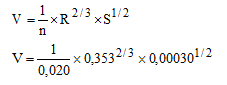 V = 1/n × R^2/3 × S^1/2
V = 1/0,020 × 0,353^2/3 × 0,00030^1/2